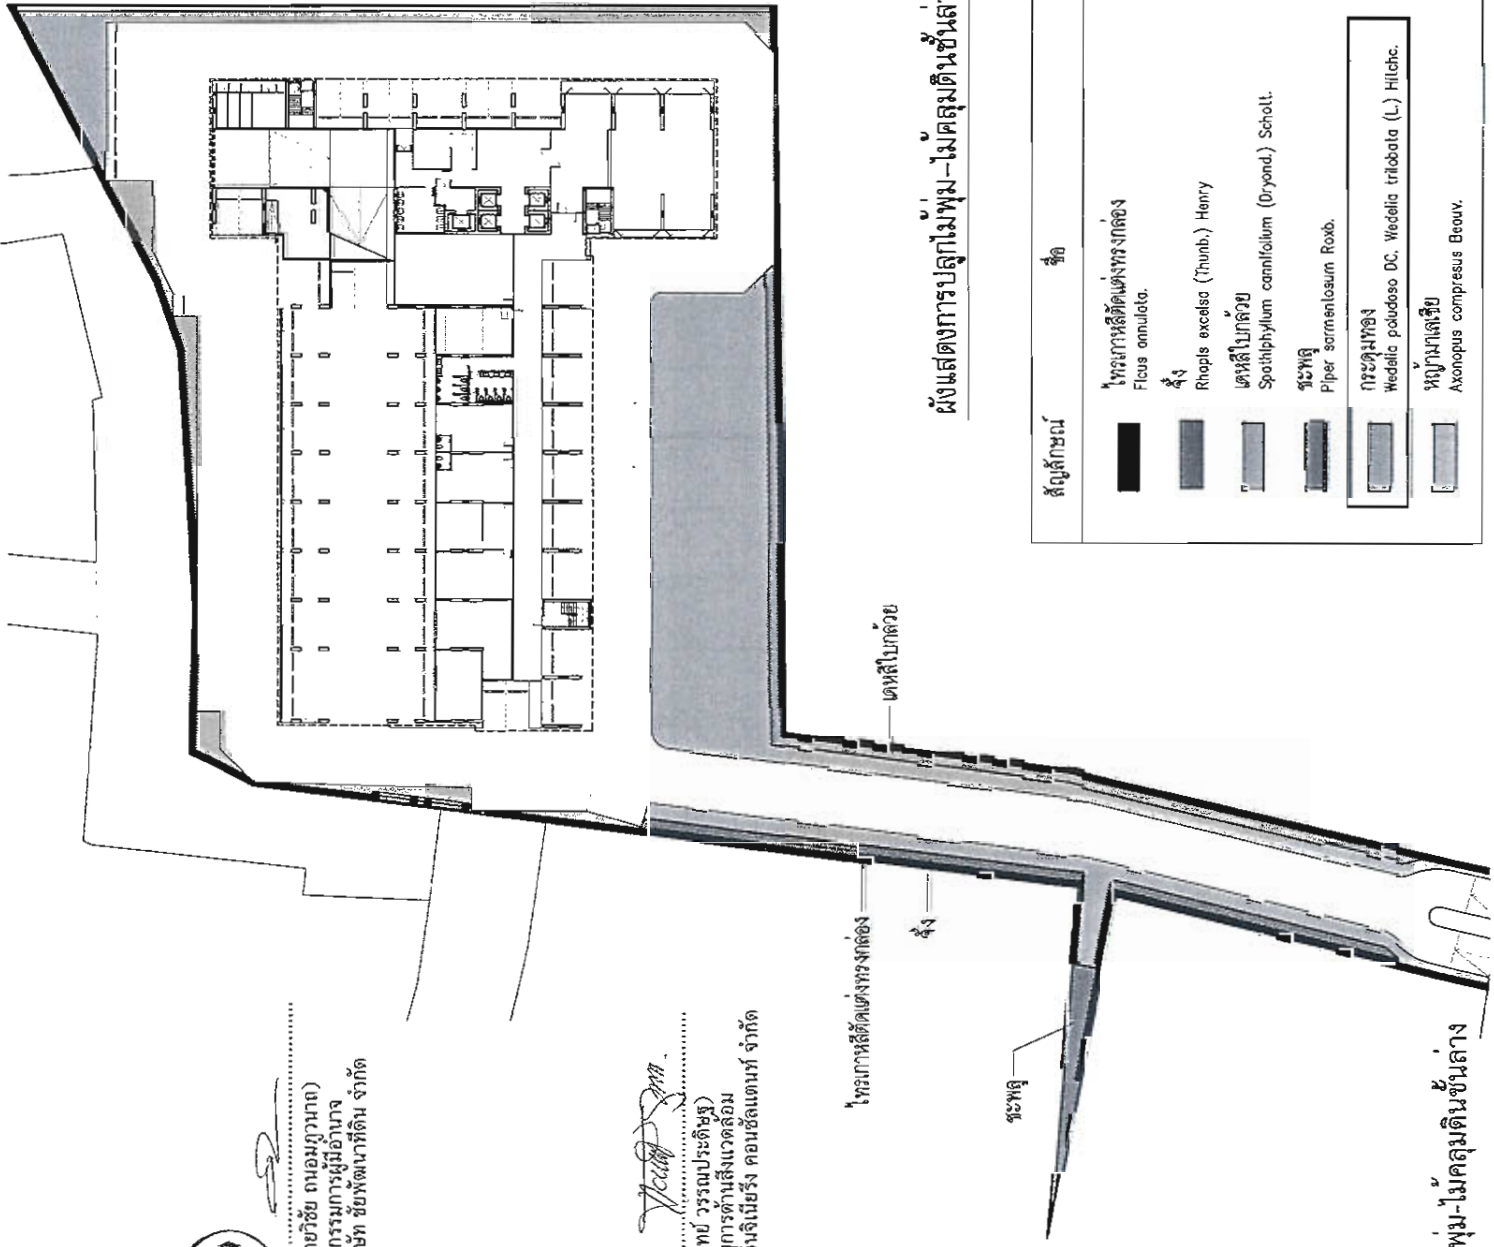 ผังแสดงการปลูกไม้พุ่ม-ไม้คลุมดินชั้นล่าง
สัญลักษณ์
ชื่อ
ไทรเกาหลีตัดแต่งทรงกล่อง
Ficus annulata.
จั๋ง
Rhapis excelsa (Thunb.) Henry
เดหลีใบกล้วย
Spathiphyllum cannifolium (Dryand.) Schott.
ชะพลู
Piper sarmentosum Roxb.
กระดุมทอง
Wedelia paludosa DC. Wedelia trilobata (L.) Hitchc.
หญ้ามาเลเซีย
Axonopus compresus Beauv.
เดหลีใบกล้วย
ไทรเกาหลีตัดแต่งทรงกล่อง
จั๋ง
ชะพลู
ยวิชัย ถนอมภูวนาถ)
กรรมการผู้มีอำนาจ
ษัท ชัยพัฒนาที่ดิน จำกัด
ทย์ วรรณประดิษฐ)
การด้านสิ่งแวดล้อม
นจิเนียริ่ง คอนซัลแตนท์ จำกัด
พุ่ม-ไม้คลุมดินชั้นล่าง